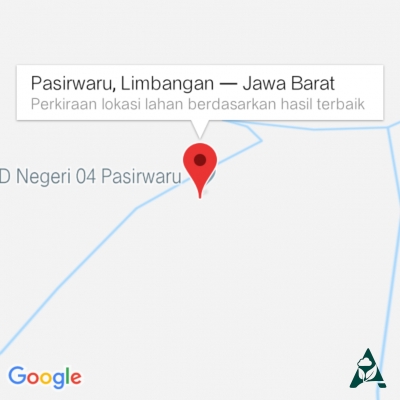 Pasirwaru, Limbangan — Jawa Barat
Perkiraan lokasi lahan berdasarkan hasil terbaik
D Negeri 04 Pasirwaru
Google